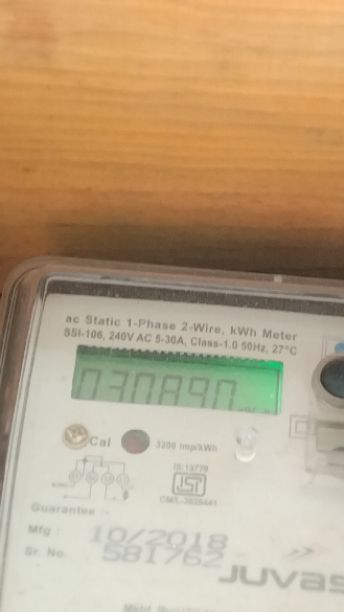 ac Static 1-Phase 2-Wire, kWh Meter
SSI-106, 240V AC 5-30A, Class-1.0 50Hz, 27°C
030890
Cal
3200 imp/kWh
IS:13779
ISI
Guarantee :-
Mfg : 10/2018
Sr. No. 581762
JUVAS